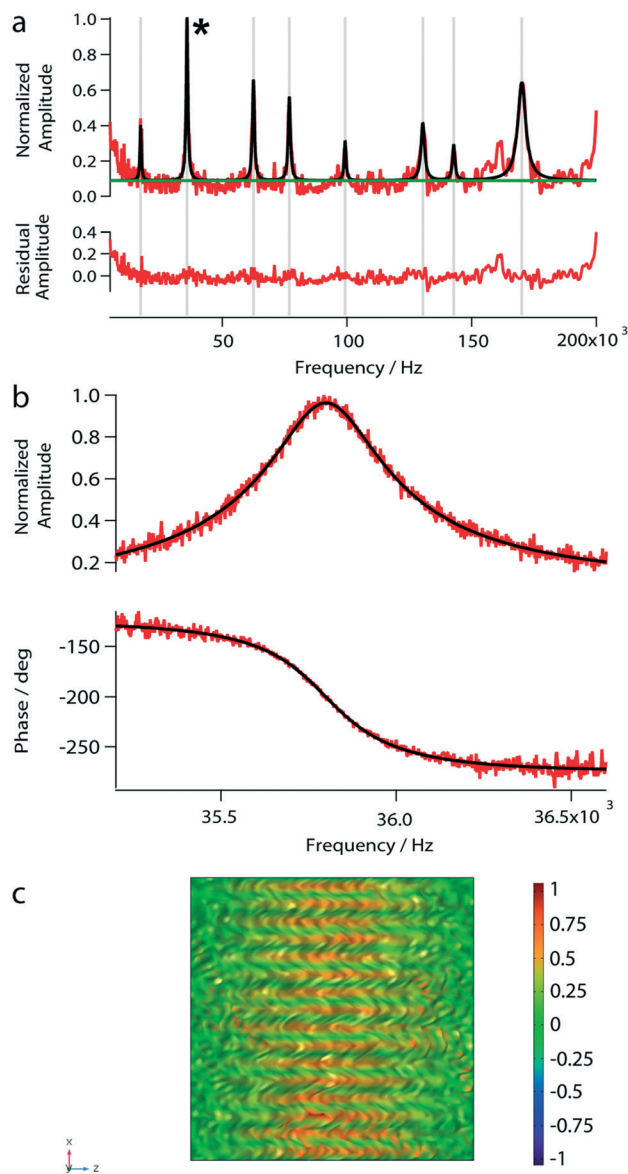 a
*
Normalized
Amplitude
1.0
0.8
0.6
0.4
0.2
0.0
Residual
Amplitude
0.4
0.2
0.0
50
100
150
200x10 3
Frequency / Hz
b
Normalized
Amplitude
1.0
0.8
0.6
0.4
0.2
Phase / deg
-150
-200
-250
35.5
36.0
36.5x10 3
Frequency / Hz
c
1
0.75
0.5
0.25
0
-0.25
-0.5
-0.75
-1
x
y
z